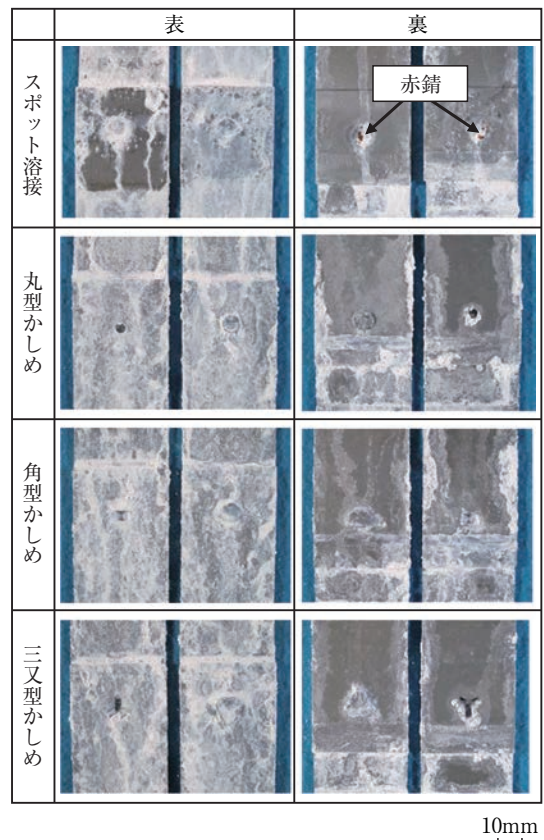 表
裏
スポット溶接
赤錆
丸型かしめ
角型かしめ
三又型かしめ
10mm